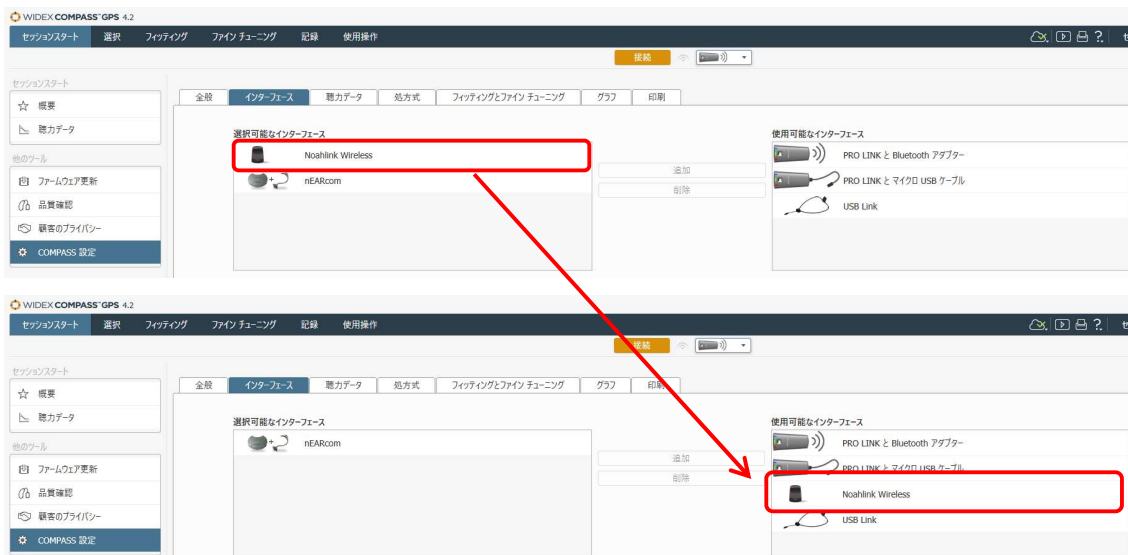 WIDEX COMPASS™GPS 4.2
セッションスタート 選択 フィッティング ファイン チューニング 記録 使用操作
接続
セッションスタート
全般 インターフェース 聴力データ 処方式 フィッティングとファイン チューニング グラフ 印刷
概要
聴力データ
選択可能なインターフェース 使用可能なインターフェース
Noahlink Wireless PRO LINK と Bluetooth アダプター
他のツール
追加
nEARcom PRO LINK と マイクロ USB ケーブル
ファームウェア更新
削除
品質確認
USB Link
顧客のプライバシー
COMPASS 設定
WIDEX COMPASS™GPS 4.2
セッションスタート 選択 フィッティング ファイン チューニング 記録 使用操作
接続
セッションスタート
全般 インターフェース 聴力データ 処方式 フィッティングとファイン チューニング グラフ 印刷
概要
聴力データ
選択可能なインターフェース 使用可能なインターフェース
nEARcom PRO LINK と Bluetooth アダプター
他のツール
追加
PRO LINK と マイクロ USB ケーブル
ファームウェア更新
削除
品質確認
Noahlink Wireless
顧客のプライバシー
USB Link
COMPASS 設定